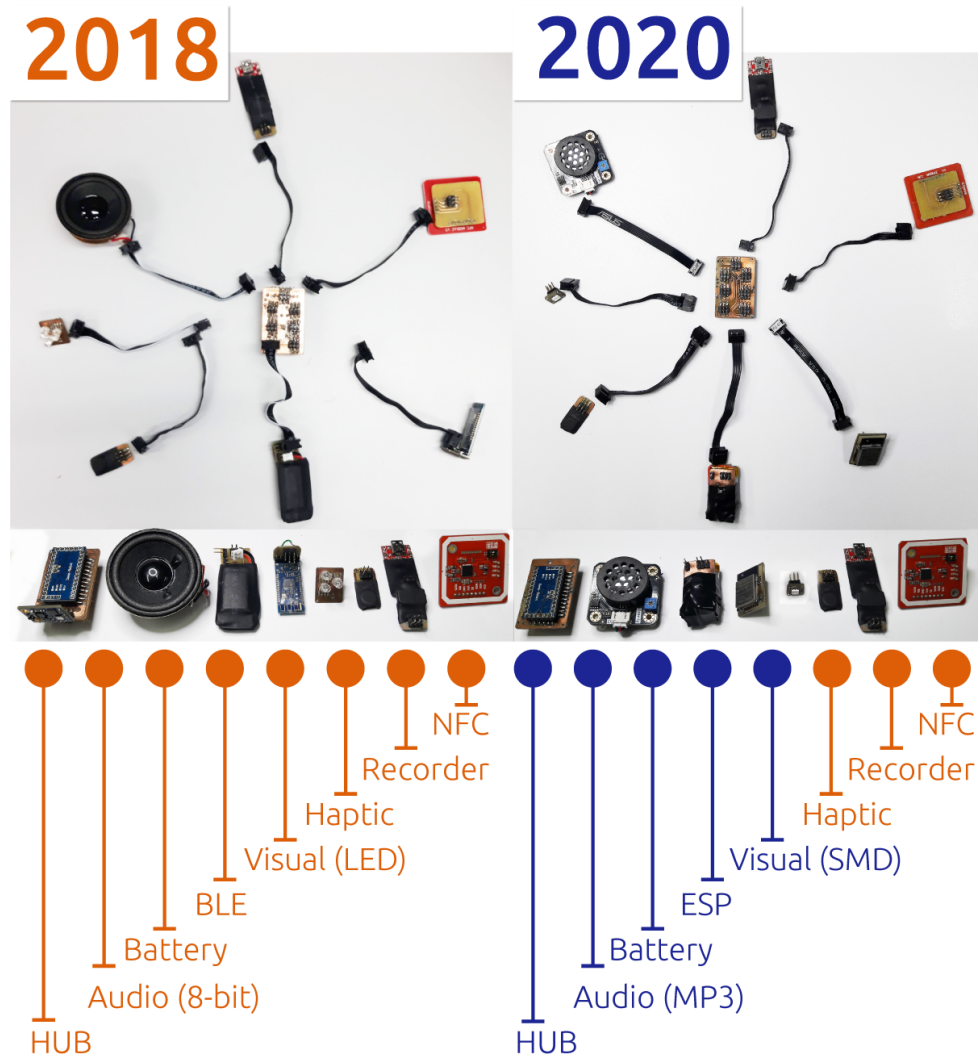 2018
2020
NFC
Recorder
Haptic
Visual (LED)
BLE
Battery
Audio (8-bit)
HUB
NFC
Recorder
Haptic
Visual (SMD)
ESP
Battery
Audio (MP3)
HUB